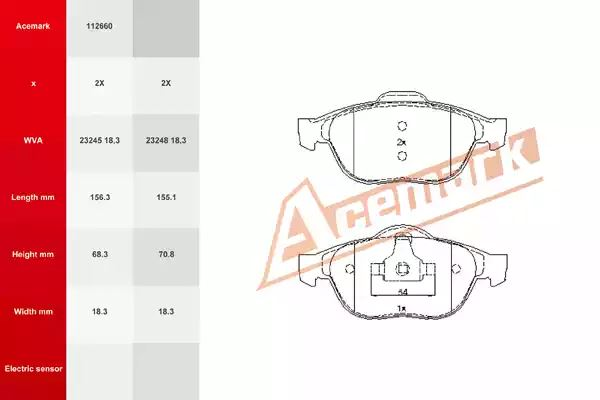 Acemark 112660
x 2X 2X
WVA 23245 18,3 23248 18,3
Length mm 156.3 155.1
Height mm 68.3 70.8
Width mm 18.3 18.3
Electric sensor
2x
Acemark
54
1x